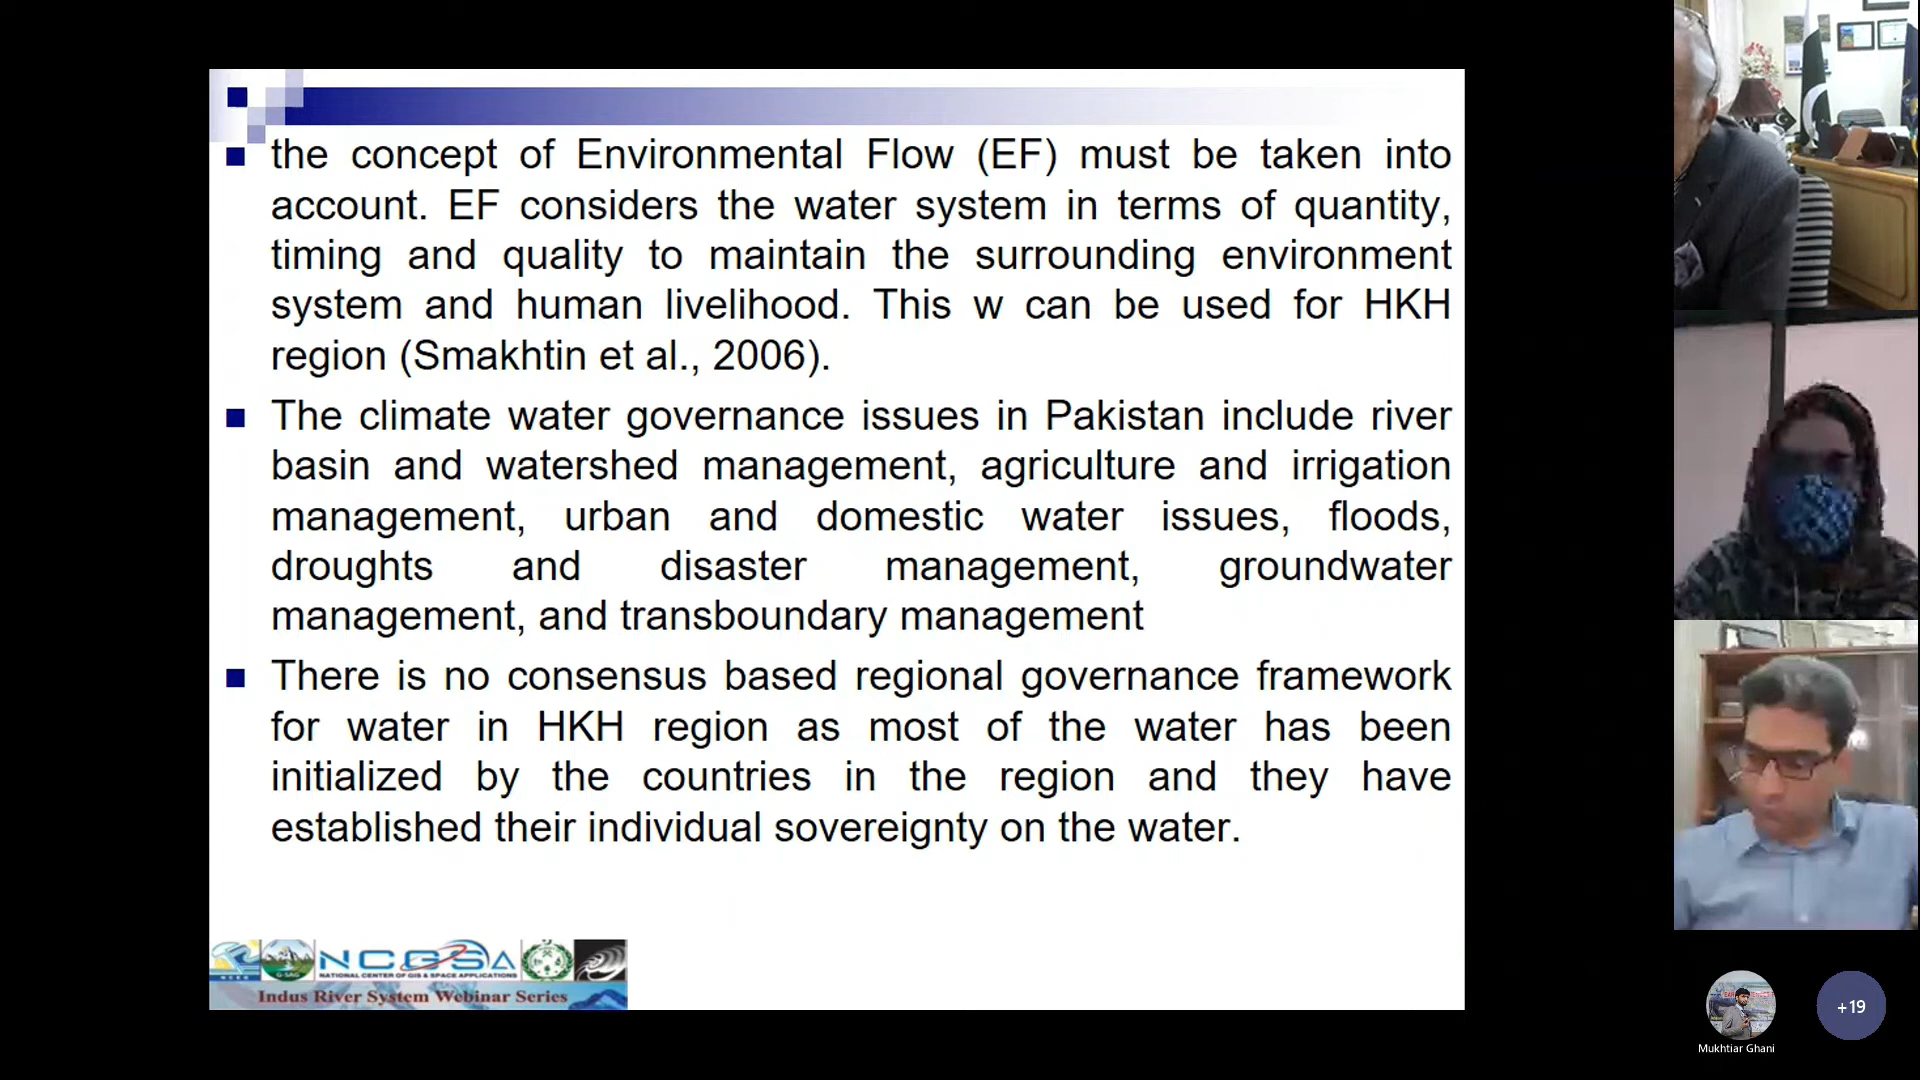 the concept of Environmental Flow (EF) must be taken into
account. EF considers the water system in terms of quantity,
timing and quality to maintain the surrounding environment
system and human livelihood. This w can be used for HKH
region (Smakhtin et al., 2006).
The climate water governance issues in Pakistan include river
basin and watershed management, agriculture and irrigation
management, urban and domestic water issues, floods,
droughts and disaster management, groundwater
management, and transboundary management
There is no consensus based regional governance framework
for water in HKH region as most of the water has been
initialized by the countries in the region and they have
established their individual sovereignty on the water.
G-SAG
NCGSA
NATIONAL CENTER OF GIS & SPACE APPLICATIONS
Indus River System Webinar Series
+19
Mukhtiar Ghani